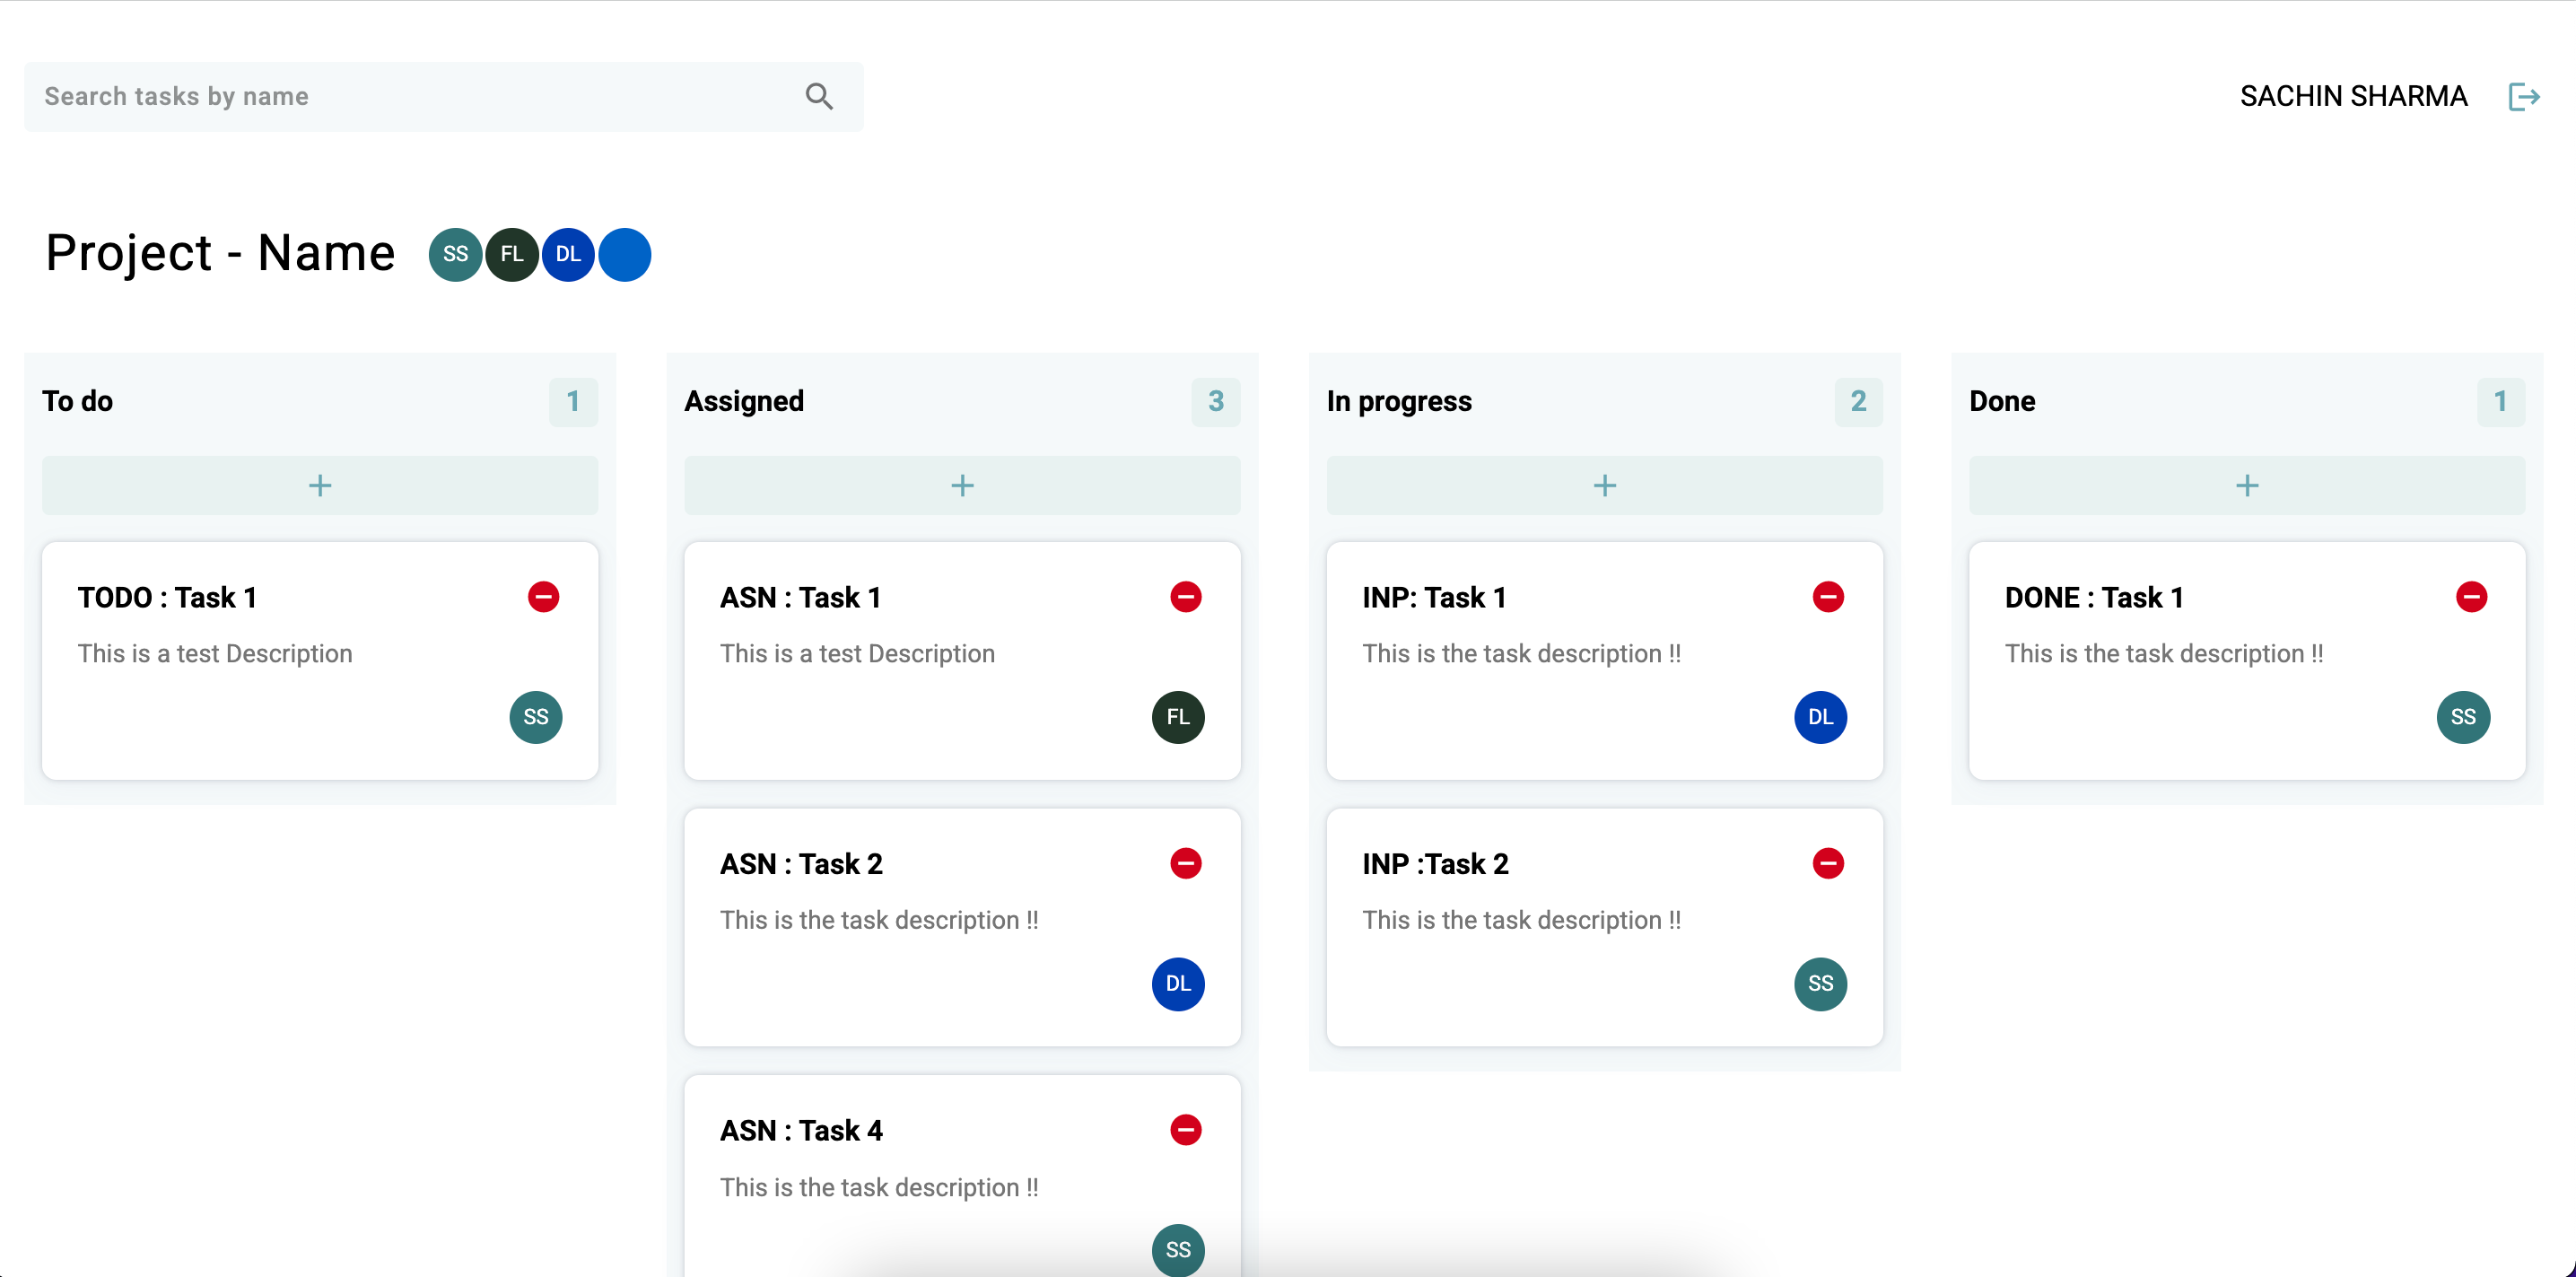 Search tasks by name
SACHIN SHARMA
Project - Name
SS FL DL
To do 1
+
TODO : Task 1
This is a test Description
SS
Assigned 3
+
ASN : Task 1
This is a test Description
FL
ASN : Task 2
This is the task description !!
DL
ASN : Task 4
This is the task description !!
SS
In progress 2
+
INP: Task 1
This is the task description !!
DL
INP :Task 2
This is the task description !!
SS
Done 1
+
DONE : Task 1
This is the task description !!
SS